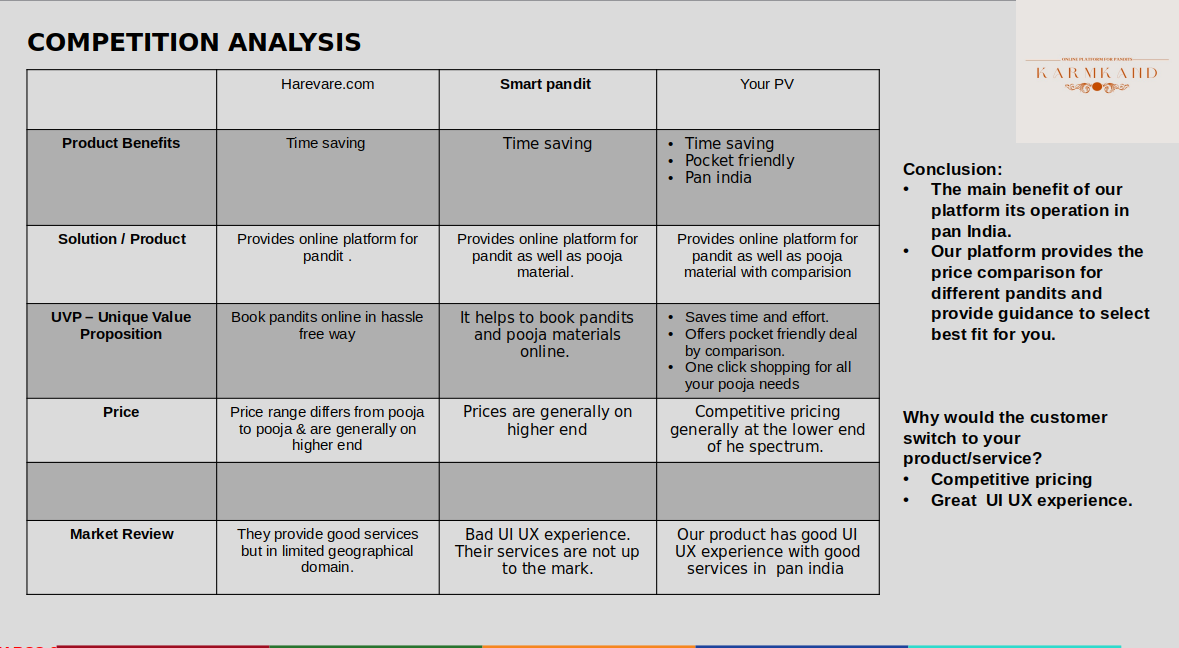 COMPETITION ANALYSIS
ONLINE PLATFORM FOR PANDITS
KARMKAHD
Harevare.com
Smart pandit
Your PV
Product Benefits
Time saving
Time saving
• Time saving
• Pocket friendly
• Pan india
Solution / Product
Provides online platform for
pandit .
Provides online platform for
pandit as well as pooja
material.
Provides online platform for
pandit as well as pooja
material with comparision
UVP – Unique Value
Proposition
Book pandits online in hassle
free way
It helps to book pandits
and pooja materials
online.
• Saves time and effort.
• Offers pocket friendly deal
by comparison.
• One click shopping for all
your pooja needs
Price
Price range differs from pooja
to pooja & are generally on
higher end
Prices are generally on
higher end
Competitive pricing
generally at the lower end
of he spectrum.
Market Review
They provide good services
but in limited geographical
domain.
Bad UI UX experience.
Their services are not up
to the mark.
Our product has good UI
UX experience with good
services in  pan india
Conclusion:
• The main benefit of our
platform its operation in
pan India.
• Our platform provides the
price comparison for
different pandits and
provide guidance to select
best fit for you.
Why would the customer
switch to your
product/service?
• Competitive pricing
• Great  UI UX experience.